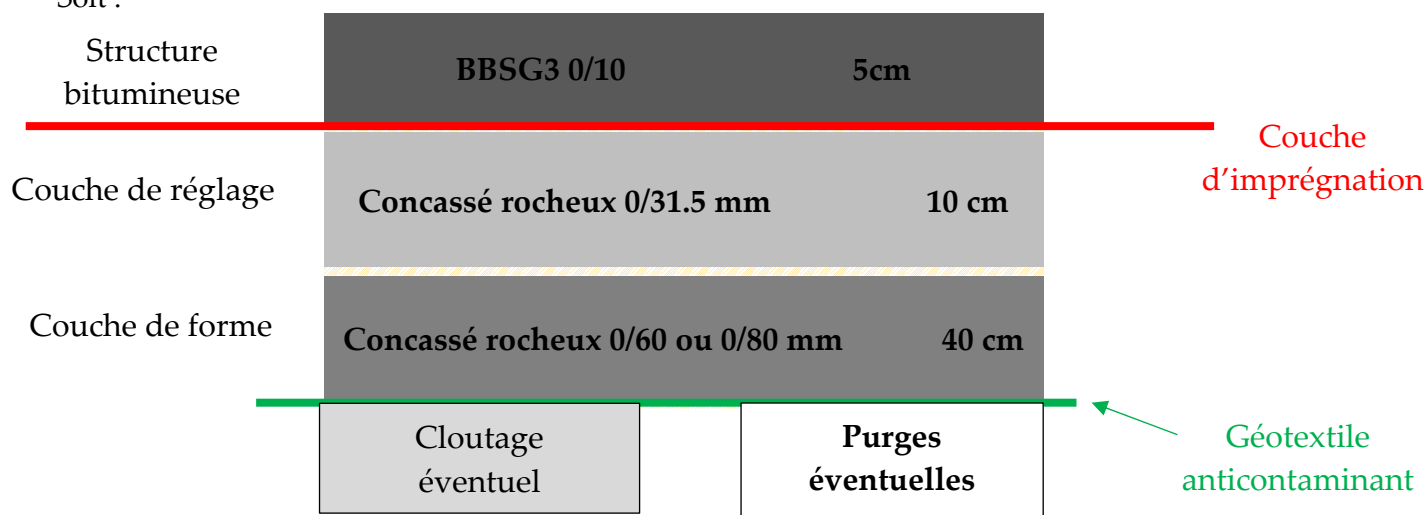 Soit :
Structure
bitumineuse
BBSG3 0/10 5cm
Couche
d’imprégnation
Couche de réglage
Concassé rocheux 0/31.5 mm 10 cm
Couche de forme
Concassé rocheux 0/60 ou 0/80 mm 40 cm
Cloutage
éventuel
Purges
éventuelles
Géotextile
anticontaminant